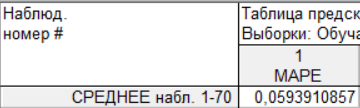 Наблюд.
номер #
Таблица предск
Выборки: Обуча
1
MAPE
СРЕДНЕЕ набл. 1-70
0,0593910857